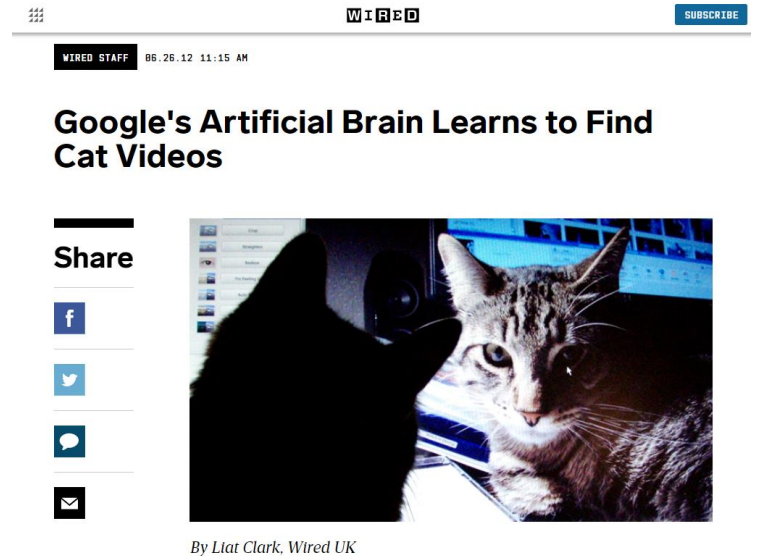 WIRED
SUBSCRIBE
WIRED STAFF 06.26.12 11:15 AM
Google's Artificial Brain Learns to Find
Cat Videos
Share
By Liat Clark, Wired UK